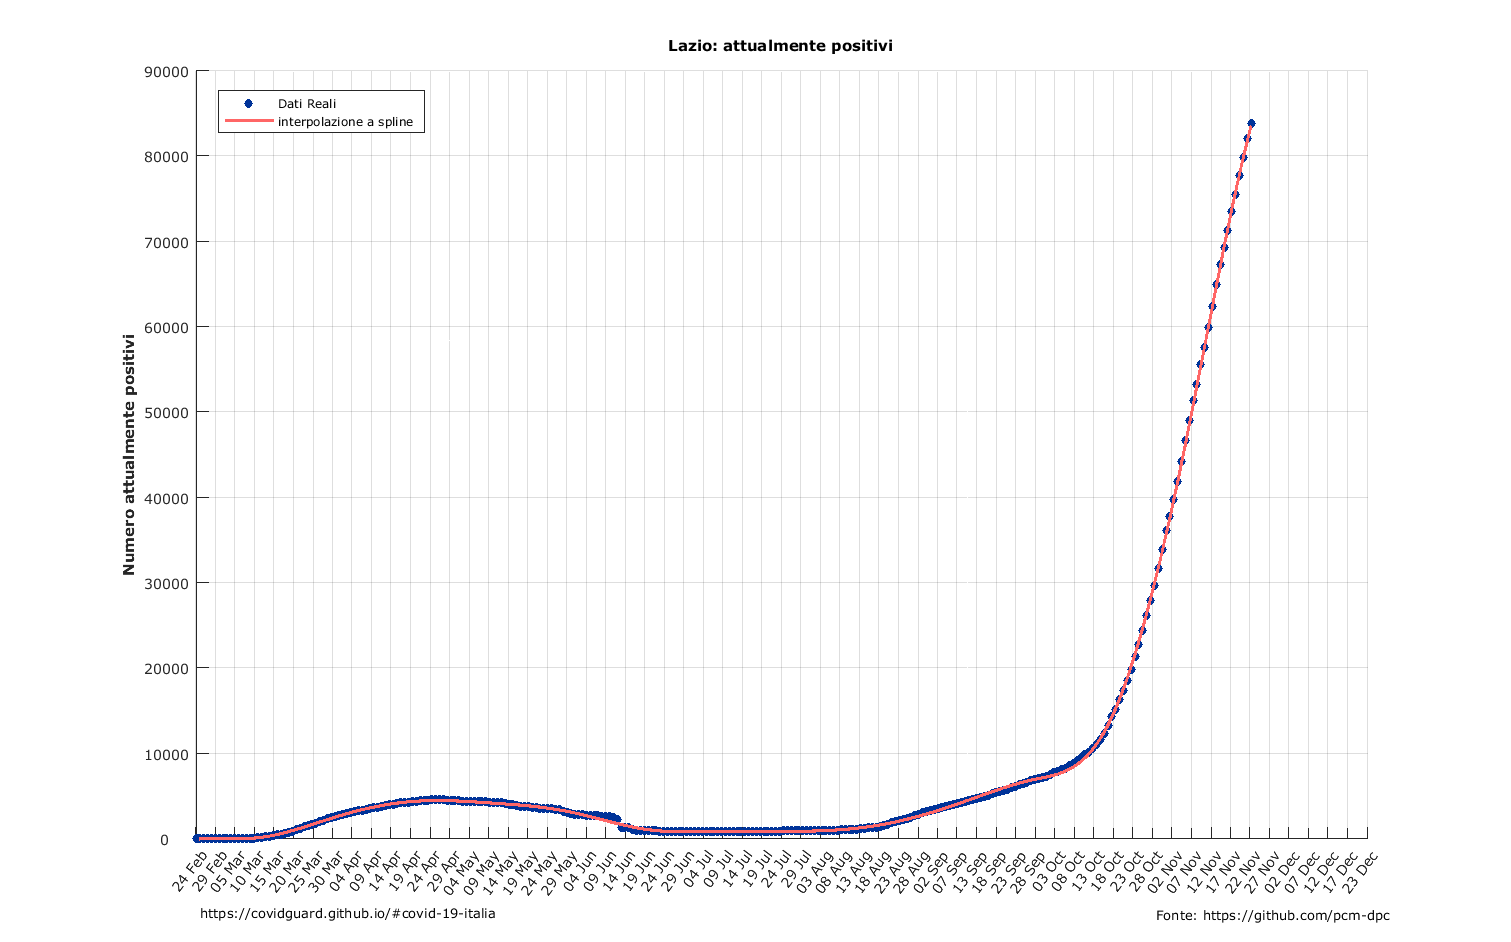 Lazio: attualmente positivi
90000
80000
70000
60000
50000
40000
30000
20000
10000
0
Numero attualmente positivi
Dati Reali
interpolazione a spline
24 Feb
29 Feb
05 Mar
10 Mar
15 Mar
20 Mar
25 Mar
30 Mar
04 Apr
09 Apr
14 Apr
19 Apr
24 Apr
29 Apr
04 May
09 May
14 May
19 May
24 May
29 May
04 Jun
09 Jun
14 Jun
19 Jun
24 Jun
29 Jun
04 Jul
09 Jul
14 Jul
19 Jul
24 Jul
29 Jul
03 Aug
08 Aug
13 Aug
18 Aug
23 Aug
28 Aug
02 Sep
07 Sep
13 Sep
18 Sep
23 Sep
28 Sep
03 Oct
08 Oct
13 Oct
18 Oct
23 Oct
28 Oct
02 Nov
07 Nov
12 Nov
17 Nov
22 Nov
27 Nov
02 Dec
07 Dec
12 Dec
17 Dec
23 Dec
https://covidguard.github.io/#covid-19-italia
Fonte: https://github.com/pcm-dpc